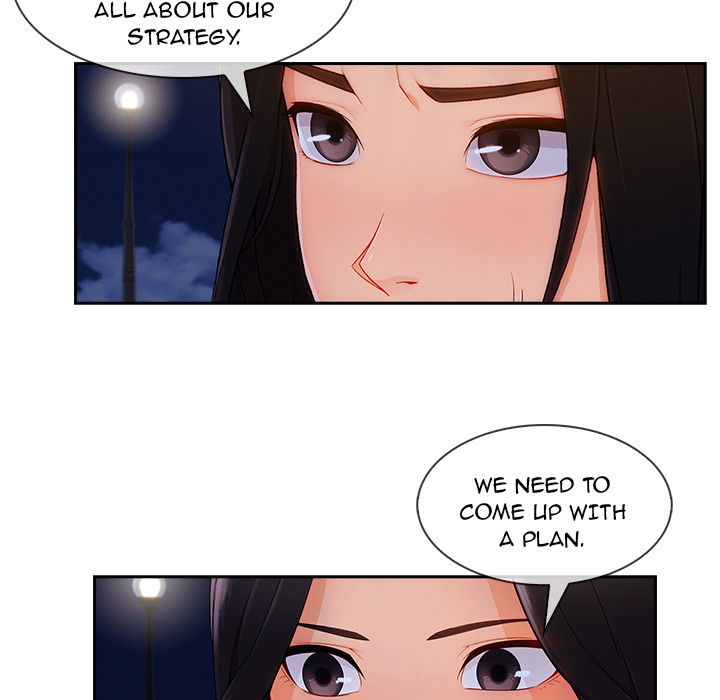 ALL ABOUT OUR
STRATEGY.
WE NEED TO
COME UP WITH
A PLAN.